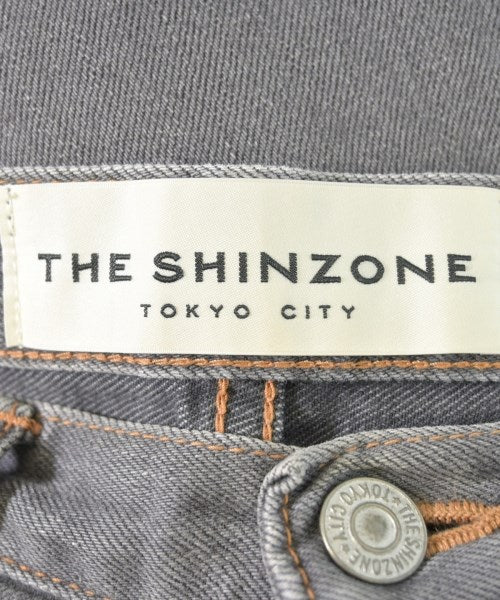 THE SHINZONE
TOKYO CITY
THE SHINZONE ★ TOKYO CITY ★